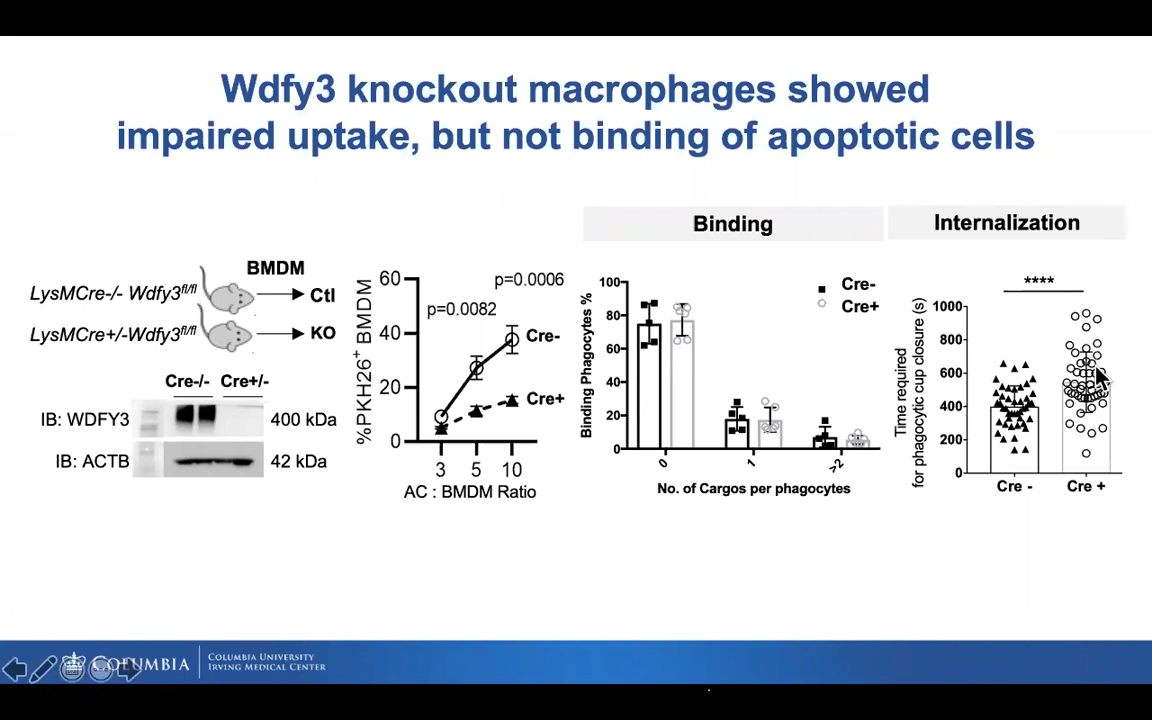 Wdfy3 knockout macrophages showed
impaired uptake, but not binding of apoptotic cells
BMDM
LysMCre-/- Wdfy3fl/fl
Ctl
LysMCre+/-Wdfy3fl/fl
KO
Cre-/- Cre+/-
IB: WDFY3
400 kDa
IB: ACTB
42 kDa
%PKH26+ BMDM
60
40
20
0
p=0.0082
p=0.0006
Cre-
Cre+
3 5 10
AC : BMDM Ratio
Binding
Binding Phagocytes %
100
80
60
40
20
0
Cre-
Cre+
0 1 -2
No. of Cargos per phagocytes
Internalization
****
Time required
for phagocytic cup closure (s)
1000
800
600
400
200
0
Cre - Cre +
COLUMBIA
COLUMBIA UNIVERSITY
IRVING MEDICAL CENTER